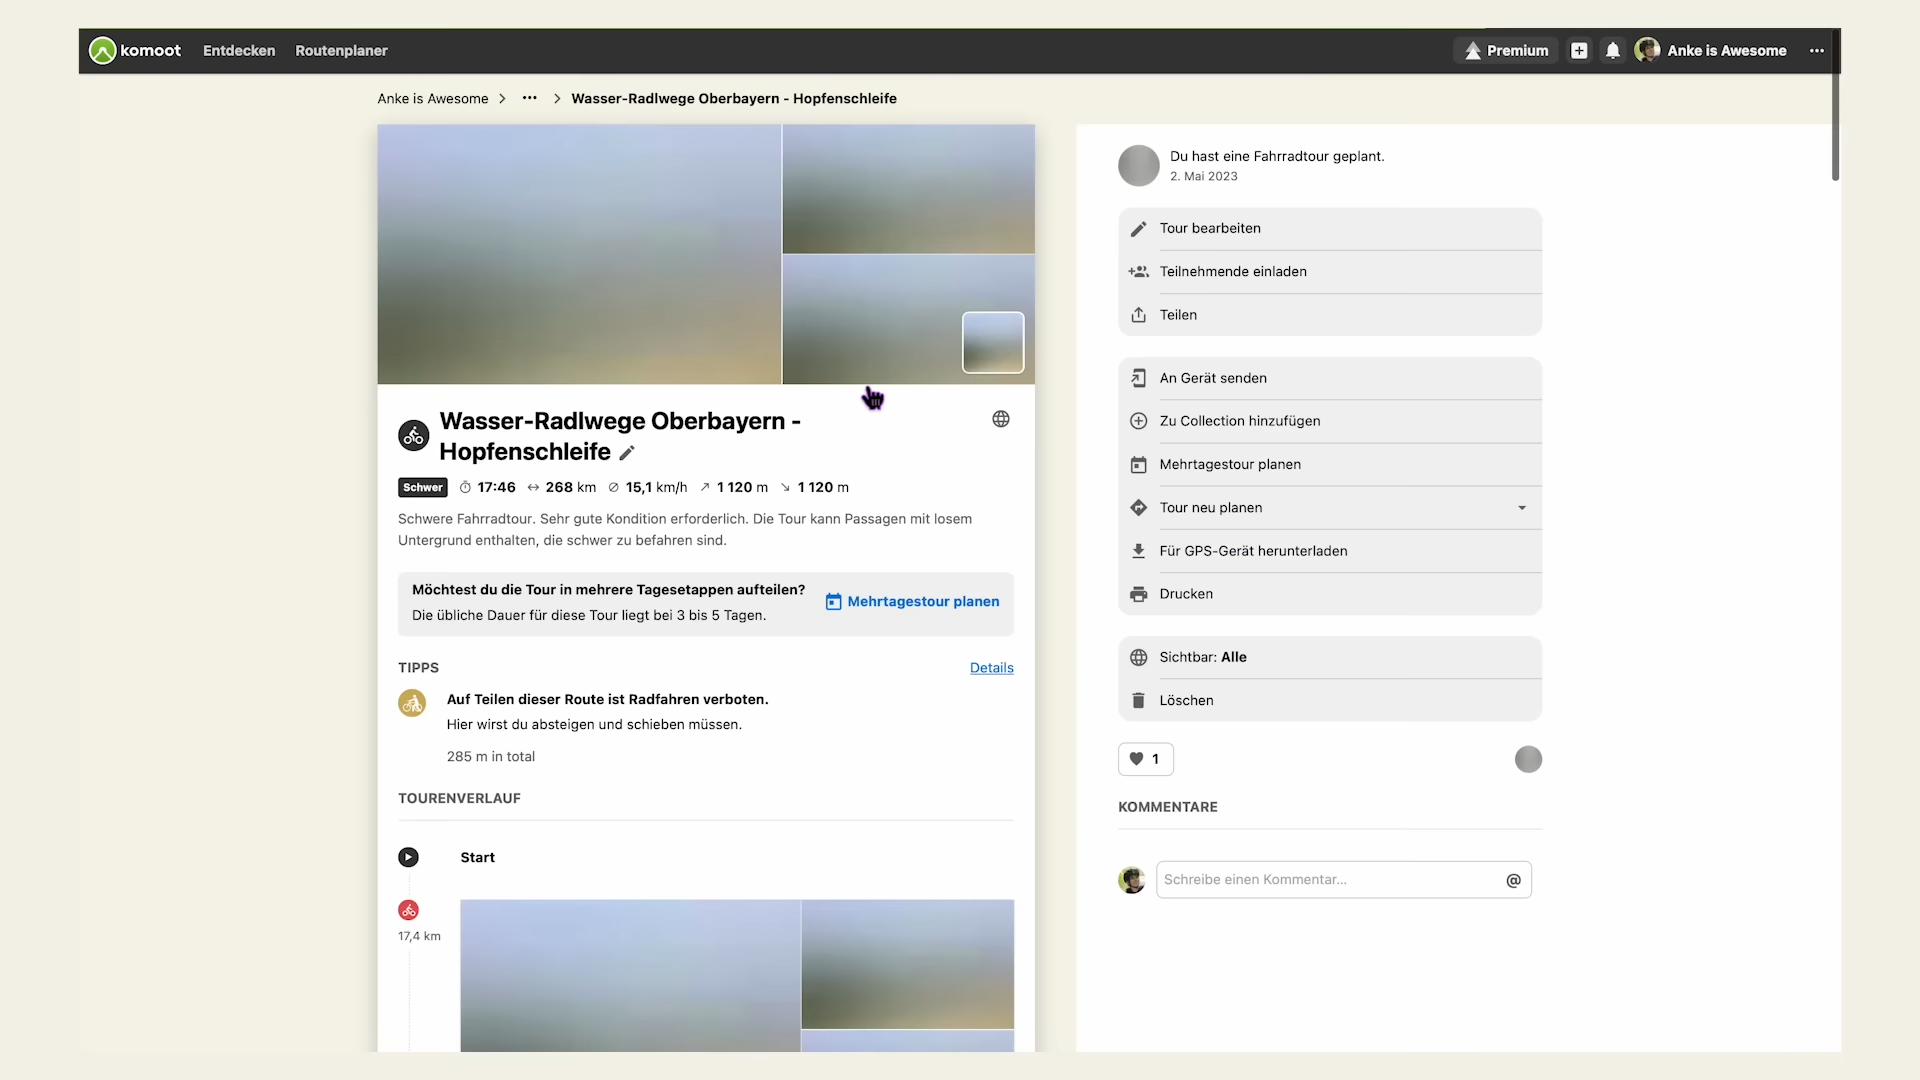 komoot Entdecken Routenplaner Premium Anke is Awesome
Anke is Awesome > ··· > Wasser-Radlwege Oberbayern - Hopfenschleife
Wasser-Radlwege Oberbayern -
Hopfenschleife
Schwer 17:46 268 km 15,1 km/h 1 120 m 1 120 m
Schwere Fahrradtour. Sehr gute Kondition erforderlich. Die Tour kann Passagen mit losem
Untergrund enthalten, die schwer zu befahren sind.
Möchtest du die Tour in mehrere Tagesetappen aufteilen?
Die übliche Dauer für diese Tour liegt bei 3 bis 5 Tagen.
Mehrtagestour planen
TIPPS Details
Auf Teilen dieser Route ist Radfahren verboten.
Hier wirst du absteigen und schieben müssen.
285 m in total
TOURENVERLAUF
Start
17,4 km
Du hast eine Fahrradtour geplant.
2. Mai 2023
Tour bearbeiten
Teilnehmende einladen
Teilen
An Gerät senden
Zu Collection hinzufügen
Mehrtagestour planen
Tour neu planen
Für GPS-Gerät herunterladen
Drucken
Sichtbar: Alle
Löschen
1
KOMMENTARE
Schreibe einen Kommentar... @